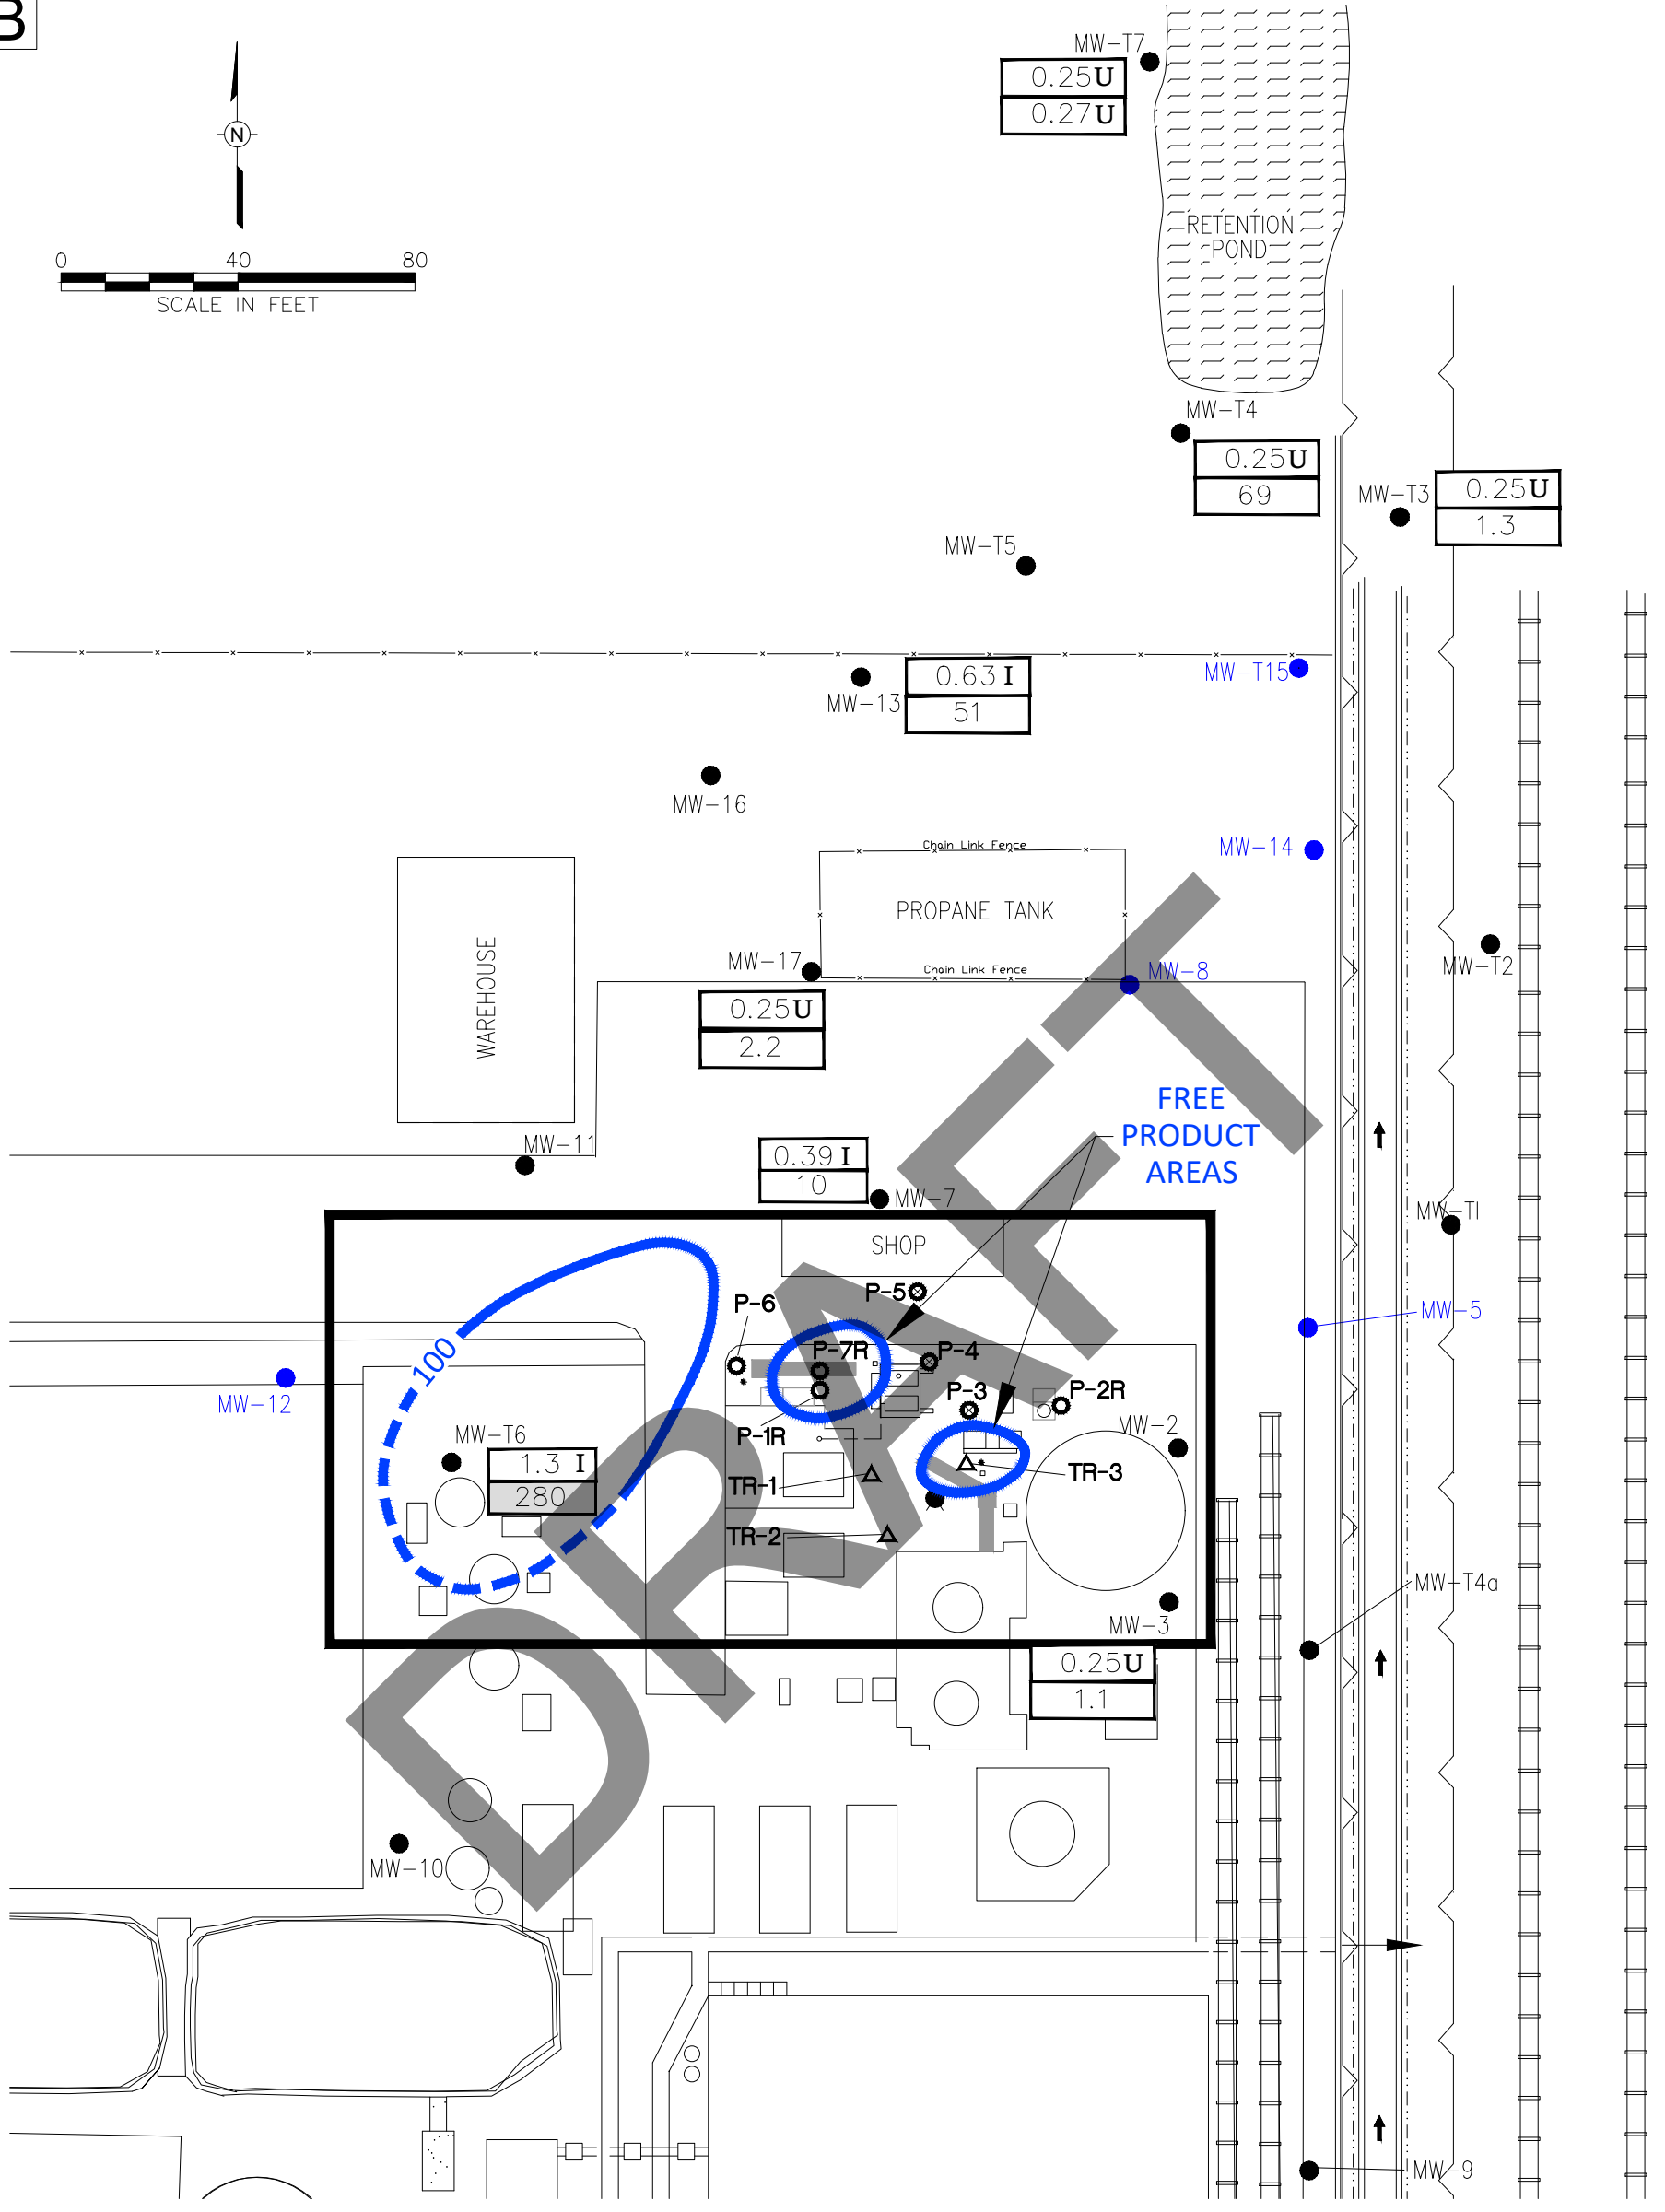 B
MW-T7
0.25U
0.27U
N
RETENTION
POND
0 40 80
SCALE IN FEET
MW-T4
0.25U
69
MW-T3
0.25U
1.3
MW-T5
MW-T15
0.63 I
51
MW-13
MW-16
MW-14
Chain Link Fence
PROPANE TANK
WAREHOUSE
MW-17
Chain Link Fence
MW-8
MW-T2
0.25U
2.2
FREE
PRODUCT
AREAS
MW-11
0.39 I
10
MW-7
MW-T1
SHOP
P-5
P-6
MW-5
P-7R
P-4
100
P-3
P-2R
MW-12
MW-2
P-1R
MW-T6
1.3 I
280
TR-1
TR-3
TR-2
MW-T4a
MW-3
0.25U
1.1
MW-10
MW-9
DRAFT